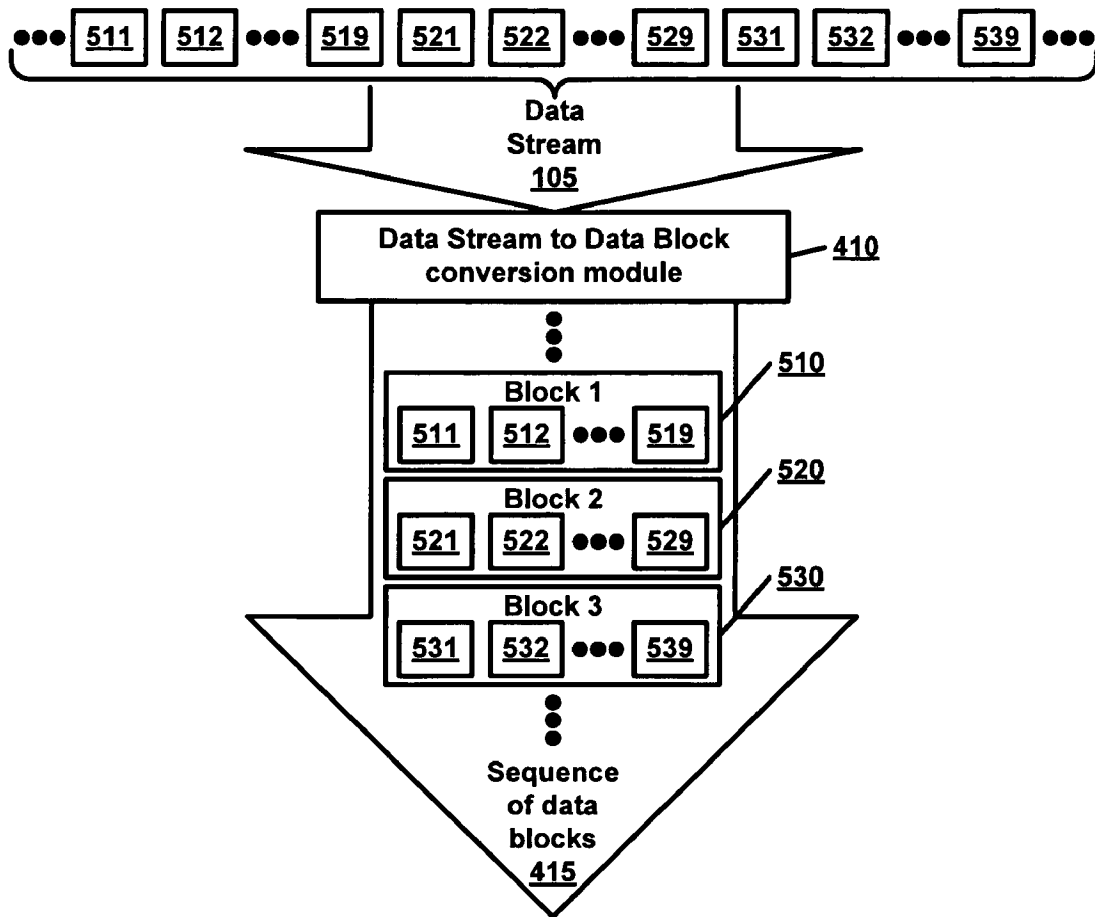 ●●● 511 512 ●●● 519 521 522 ●●● 529 531 532 ●●● 539 ●●●
Data
Stream
105
Data Stream to Data Block
conversion module
410
Block 1
510
511 512 ●●● 519
Block 2
520
521 522 ●●● 529
Block 3
530
531 532 ●●● 539
Sequence
of data
blocks
415